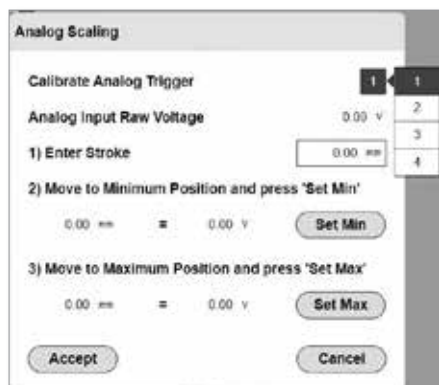 Analog Scaling
Calibrate Analog Trigger 1 1
2
3
4
Analog Input Raw Voltage 0.00 V
1) Enter Stroke 0.00 mm
2) Move to Minimum Position and press 'Set Min'
0.00 mm = 0.00 V Set Min
3) Move to Maximum Position and press 'Set Max'
0.00 mm = 0.00 V Set Max
Accept Cancel